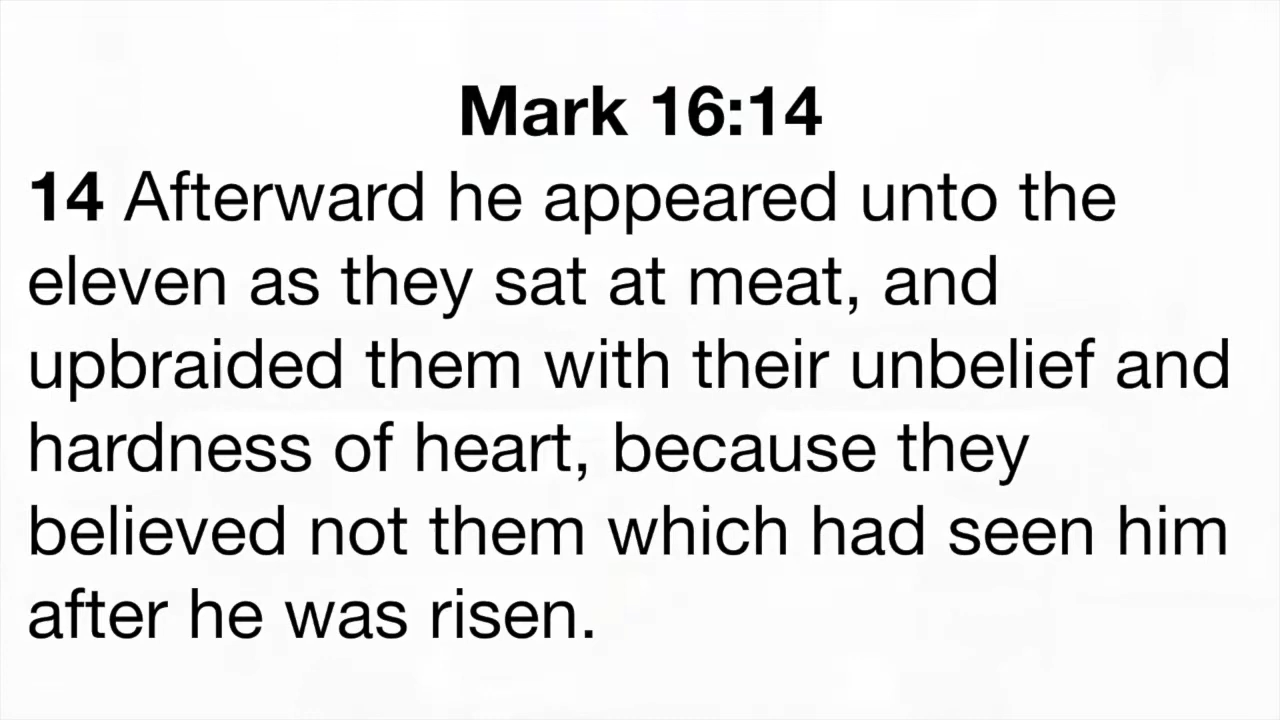 Mark 16:14
14 Afterward he appeared unto the
eleven as they sat at meat, and
upbraided them with their unbelief and
hardness of heart, because they
believed not them which had seen him
after he was risen.